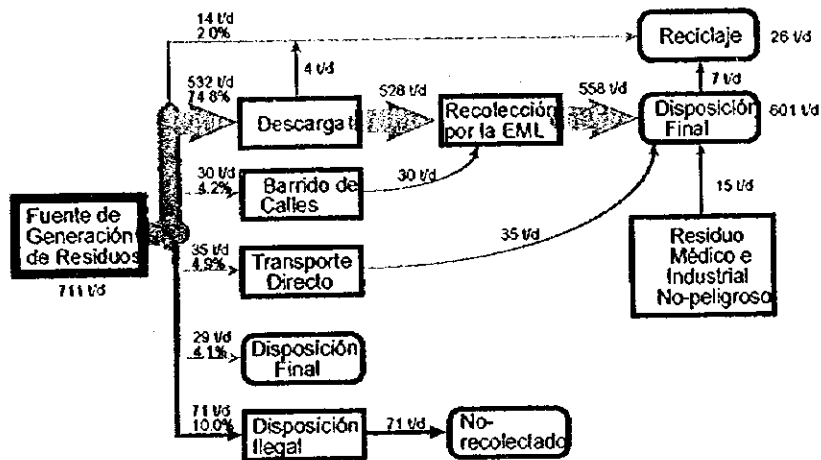 14 t/d
2.0%
Reciclaje
26 t/d
4 t/d
7 t/d
532 t/d
74.8%
Descarga
528 t/d
Recolección
por la EML
558 t/d
Disposición
Final
601 t/d
30 t/d
4.2%
Barrido de
Calles
30 t/d
15 t/d
Fuente de
Generación
de Residuos
711 t/d
35 t/d
4.9%
Transporte
Directo
35 t/d
Residuo
Médico e
Industrial
No-peligroso
29 t/d
4.1%
Disposición
Final
71 t/d
10.0%
Disposición
Ilegal
71 t/d
No-
recolectado